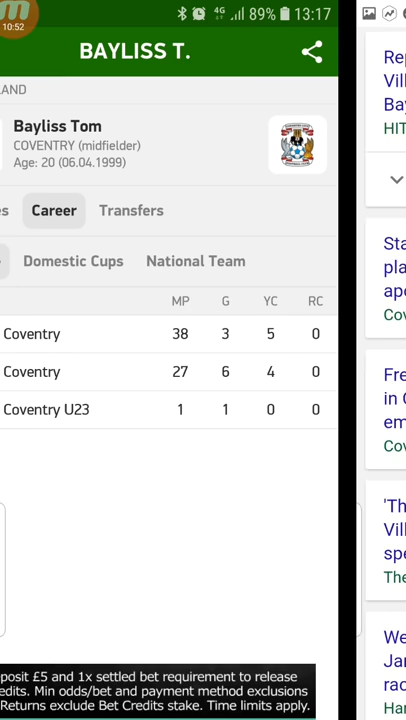 10:52
4G 89% 13:17
BAYLISS T.
LAND
Bayliss Tom
COVENTRY (midfielder)
Age: 20 (06.04.1999)
es Career Transfers
Domestic Cups National Team
MP G YC RC
Coventry 38 3 5 0
Coventry 27 6 4 0
Coventry U23 1 1 0 0
posit £5 and 1x settled bet requirement to release
edits. Min odds/bet and payment method exclusions
Returns exclude Bet Credits stake. Time limits apply.
Rep
Vill
Bay
HIT
Sta
pla
apo
Cov
Fre
in C
em
Cov
'Th
Vill
spe
The
We
Jar
rac
Har